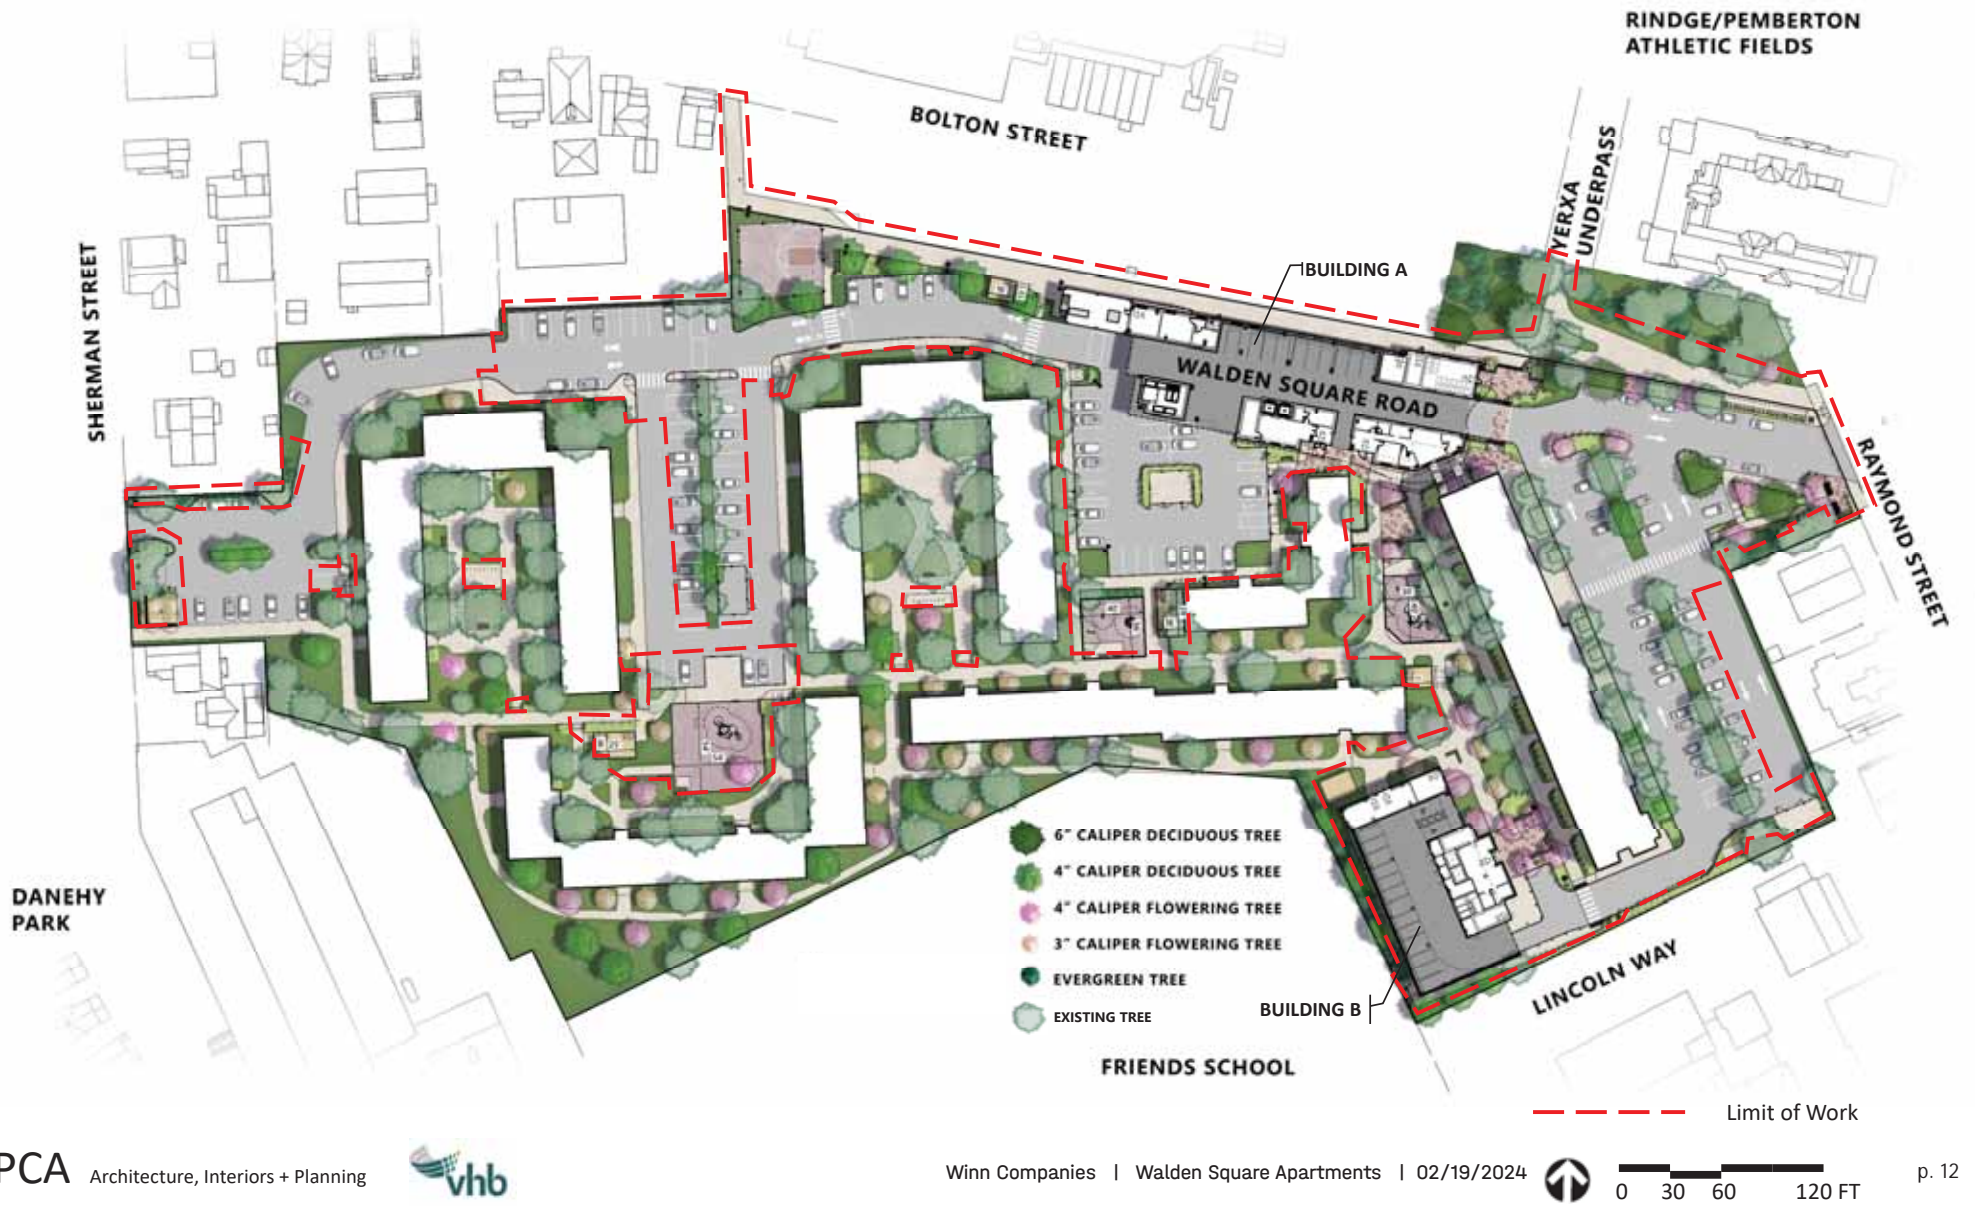 RINDGE/PEMBERTON
ATHLETIC FIELDS
BOLTON STREET
YERXA
UNDERPASS
SHERMAN STREET
BUILDING A
WALDEN SQUARE ROAD
RAYMOND STREET
6" CALIPER DECIDUOUS TREE
4" CALIPER DECIDUOUS TREE
4" CALIPER FLOWERING TREE
3" CALIPER FLOWERING TREE
EVERGREEN TREE
EXISTING TREE
DANEHY
PARK
BUILDING B
LINCOLN WAY
FRIENDS SCHOOL
Limit of Work
PCA Architecture, Interiors + Planning
vhb
Winn Companies | Walden Square Apartments | 02/19/2024
0 30 60 120 FT
p. 12